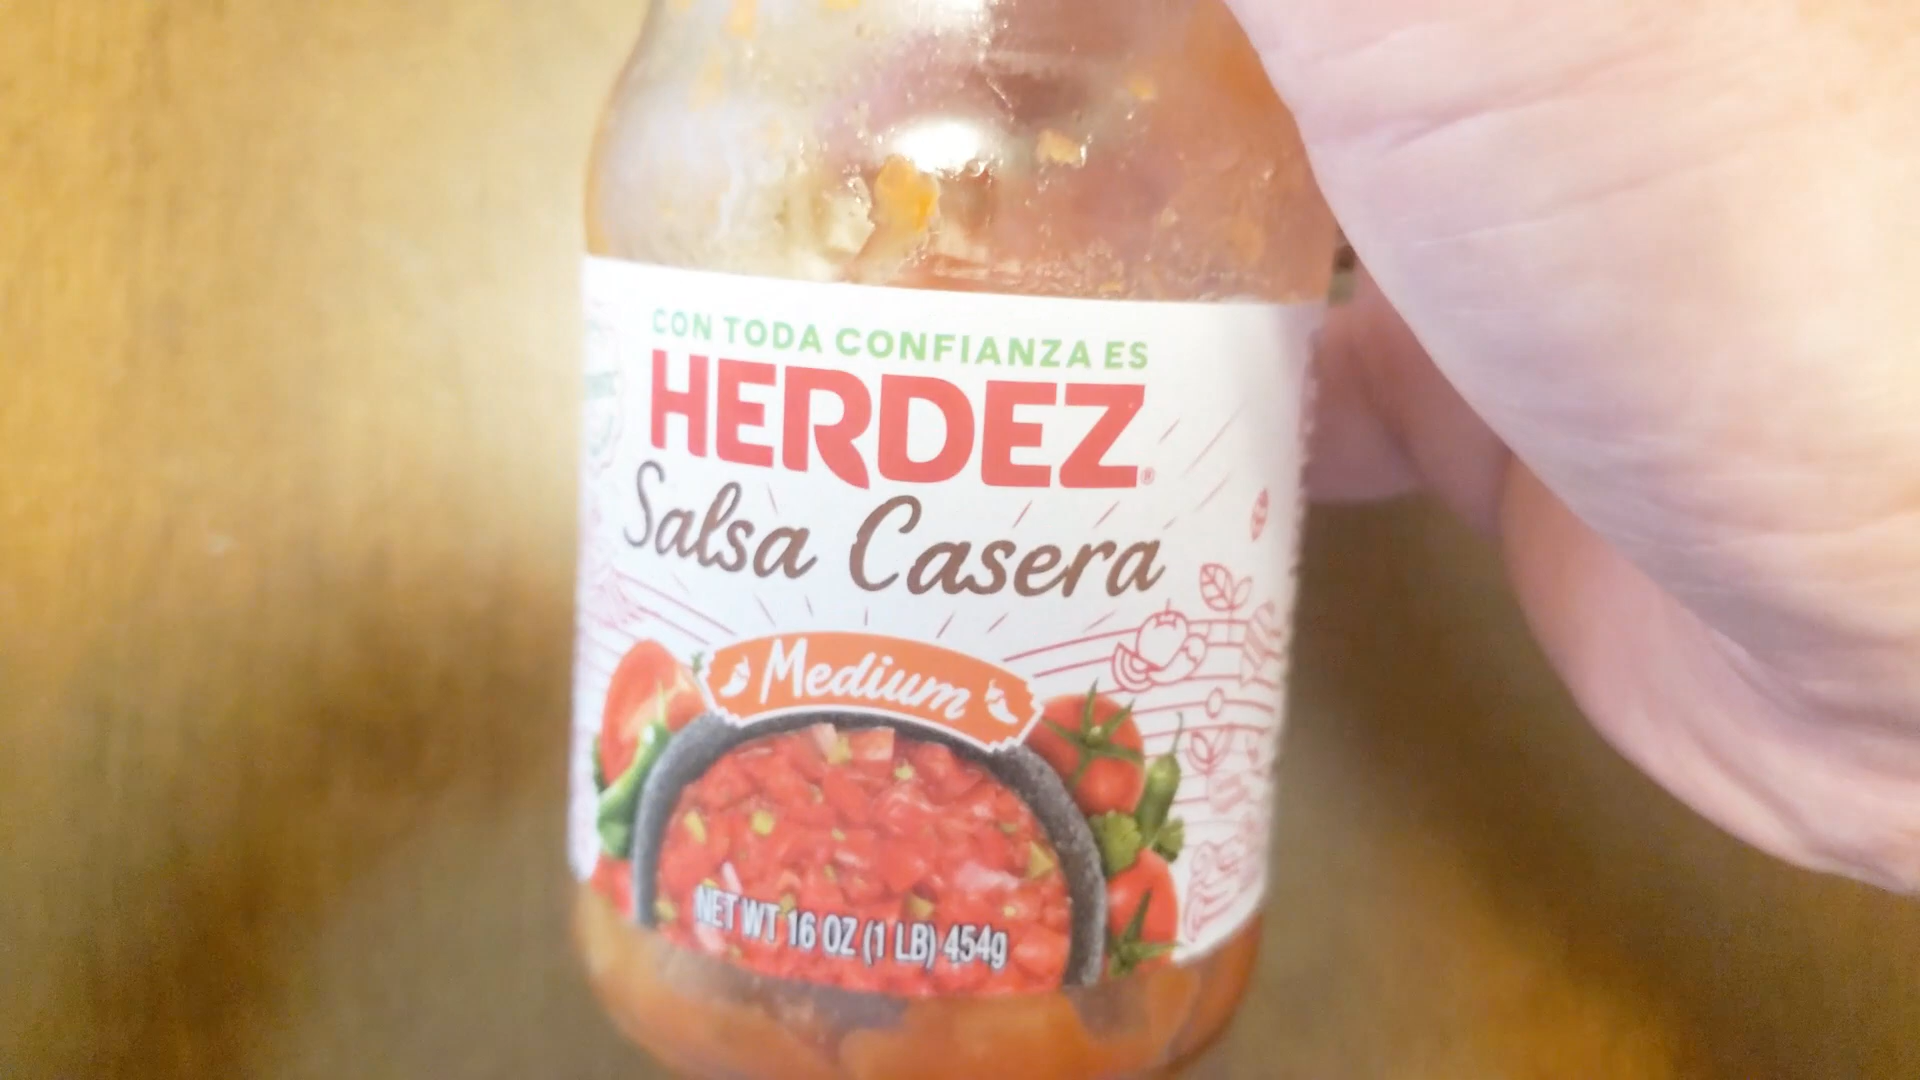 CON TODA CONFIANZA ES
HERDEZ®
Salsa Casera
Medium
NET WT 16 OZ (1 LB) 454g